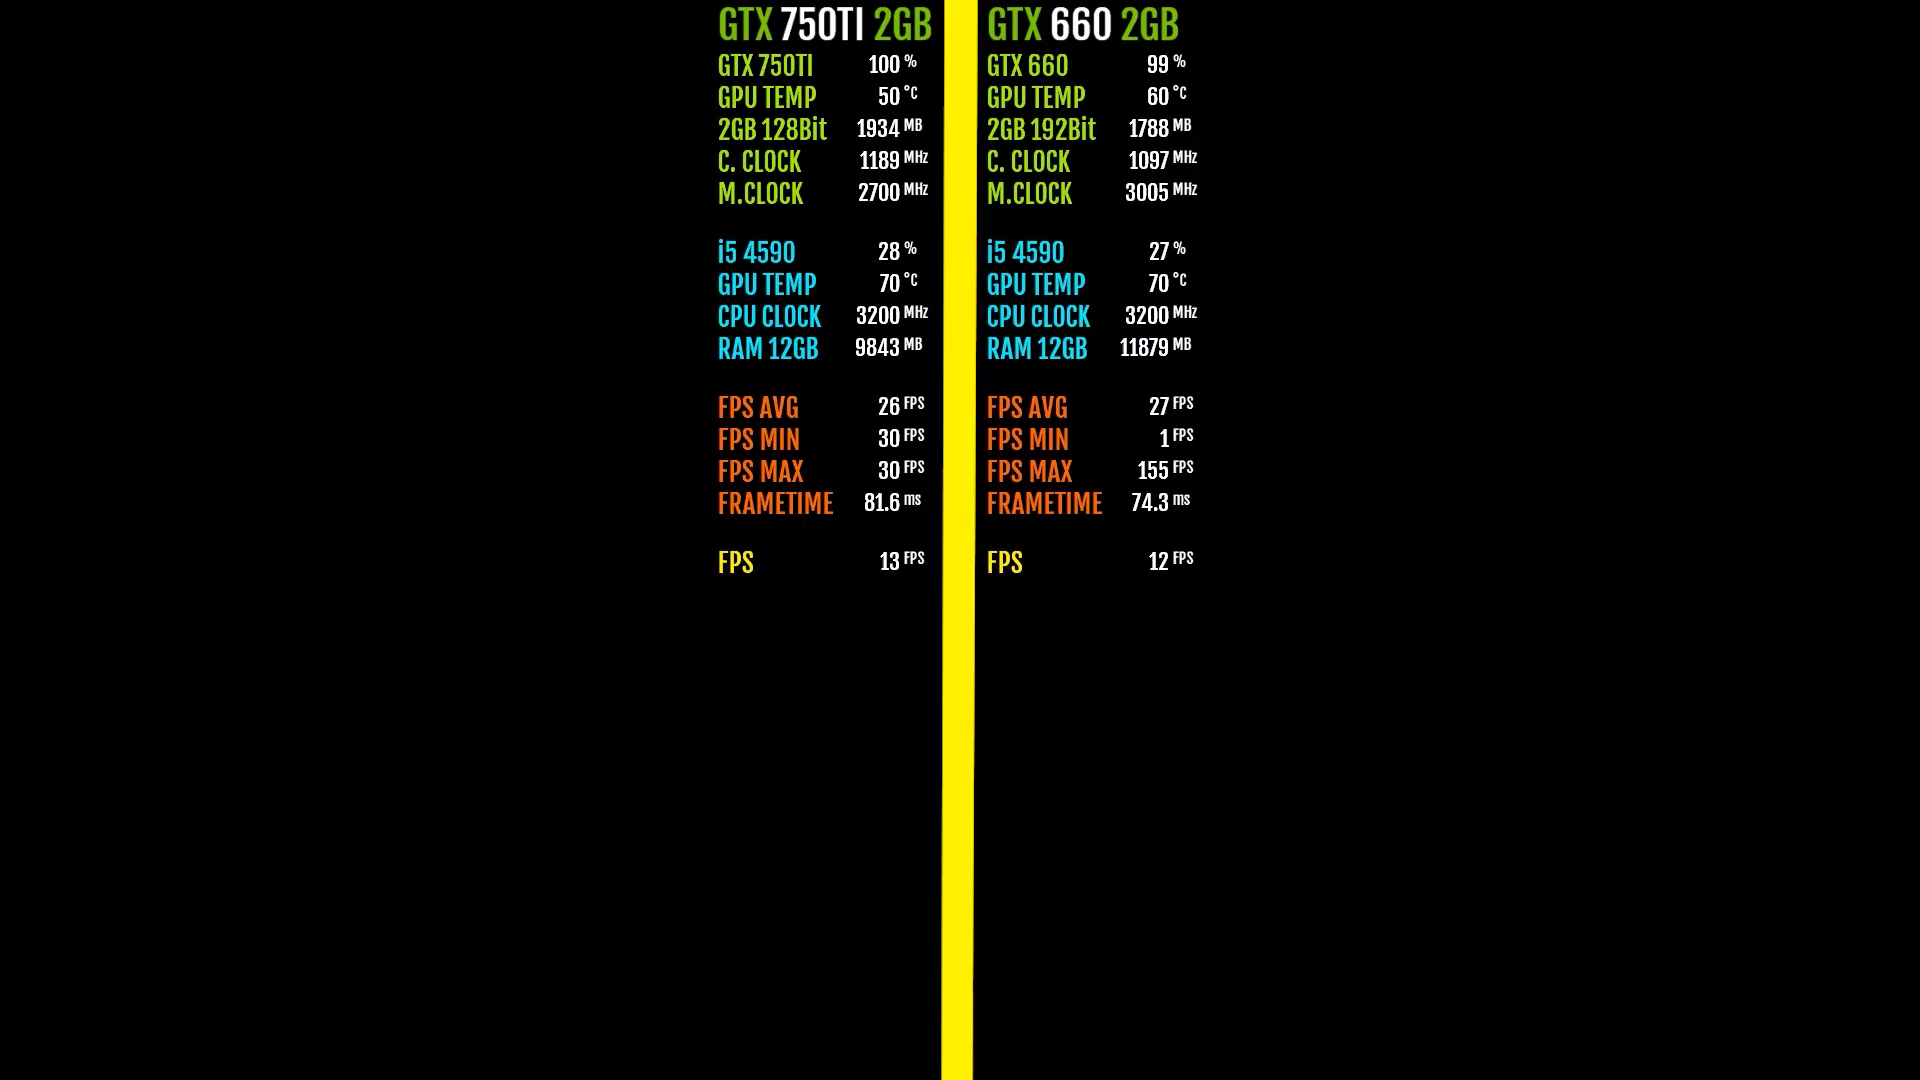 GTX 750TI 2GB
GTX 750TI 100 %
GPU TEMP 50 °C
2GB 128Bit 1934 MB
C. CLOCK 1189 MHz
M.CLOCK 2700 MHz
i5 4590 28 %
GPU TEMP 70 °C
CPU CLOCK 3200 MHz
RAM 12GB 9843 MB
FPS AVG 26 FPS
FPS MIN 30 FPS
FPS MAX 30 FPS
FRAMETIME 81.6 ms
FPS 13 FPS
GTX 660 2GB
GTX 660 99 %
GPU TEMP 60 °C
2GB 192Bit 1788 MB
C. CLOCK 1097 MHz
M.CLOCK 3005 MHz
i5 4590 27 %
GPU TEMP 70 °C
CPU CLOCK 3200 MHz
RAM 12GB 11879 MB
FPS AVG 27 FPS
FPS MIN 1 FPS
FPS MAX 155 FPS
FRAMETIME 74.3 ms
FPS 12 FPS